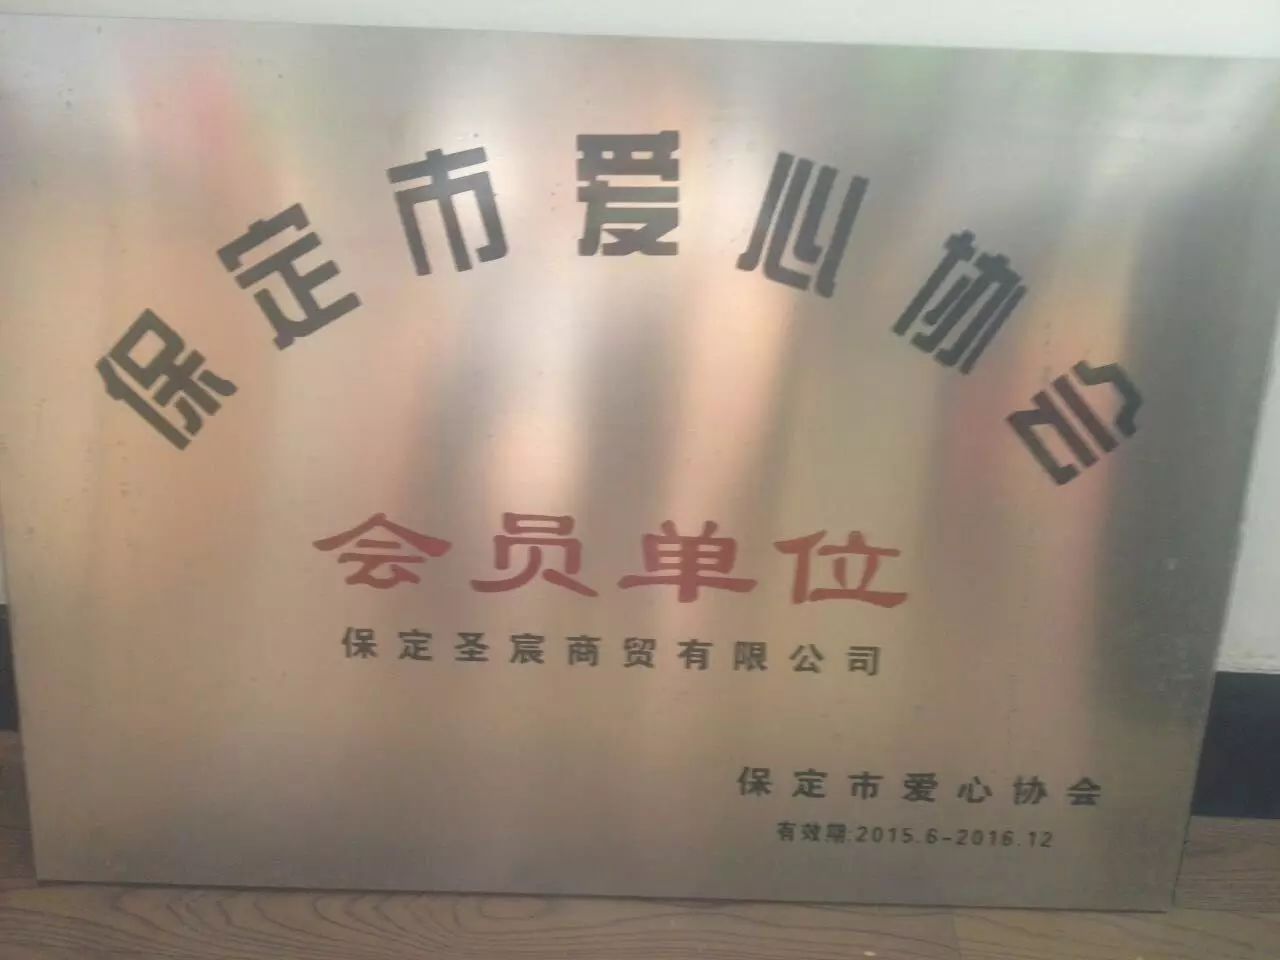 保定市爱心协会
会员单位
保定圣宸商贸有限公司
保定市爱心协会
有效期:2015.6-2016.12